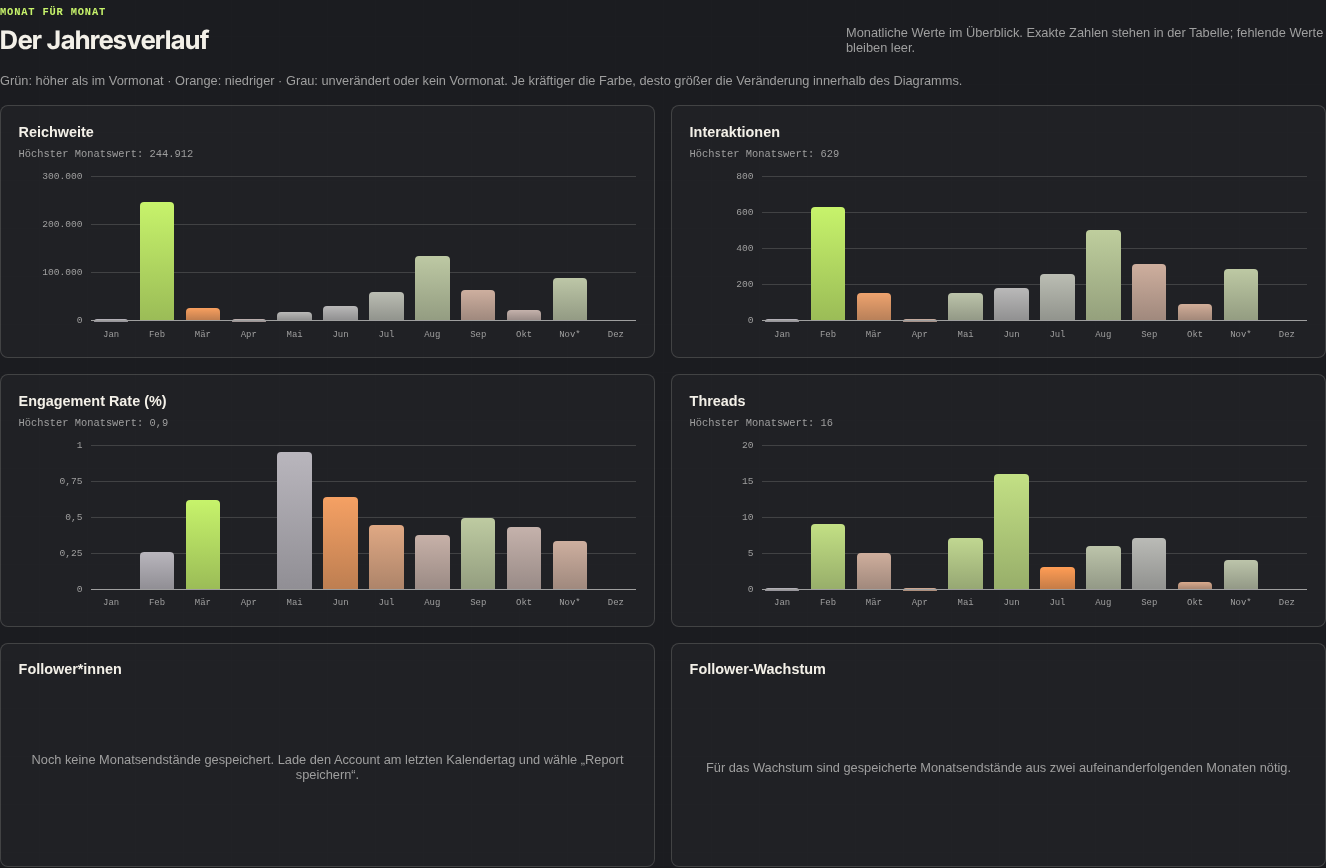 MONAT FÜR MONAT
Der Jahresverlauf
Monatliche Werte im Überblick. Exakte Zahlen stehen in der Tabelle; fehlende Werte
bleiben leer.
Grün: höher als im Vormonat · Orange: niedriger · Grau: unverändert oder kein Vormonat. Je kräftiger die Farbe, desto größer die Veränderung innerhalb des Diagramms.
Reichweite
Höchster Monatswert: 244.912
300.000
200.000
100.000
0
Jan Feb Mär Apr Mai Jun Jul Aug Sep Okt Nov* Dez
Interaktionen
Höchster Monatswert: 629
800
600
400
200
0
Jan Feb Mär Apr Mai Jun Jul Aug Sep Okt Nov* Dez
Engagement Rate (%)
Höchster Monatswert: 0,9
1
0,75
0,5
0,25
0
Jan Feb Mär Apr Mai Jun Jul Aug Sep Okt Nov* Dez
Threads
Höchster Monatswert: 16
20
15
10
5
0
Jan Feb Mär Apr Mai Jun Jul Aug Sep Okt Nov* Dez
Follower*innen
Noch keine Monatsendstände gespeichert. Lade den Account am letzten Kalendertag und wähle „Report
speichern“.
Follower-Wachstum
Für das Wachstum sind gespeicherte Monatsendstände aus zwei aufeinanderfolgenden Monaten nötig.